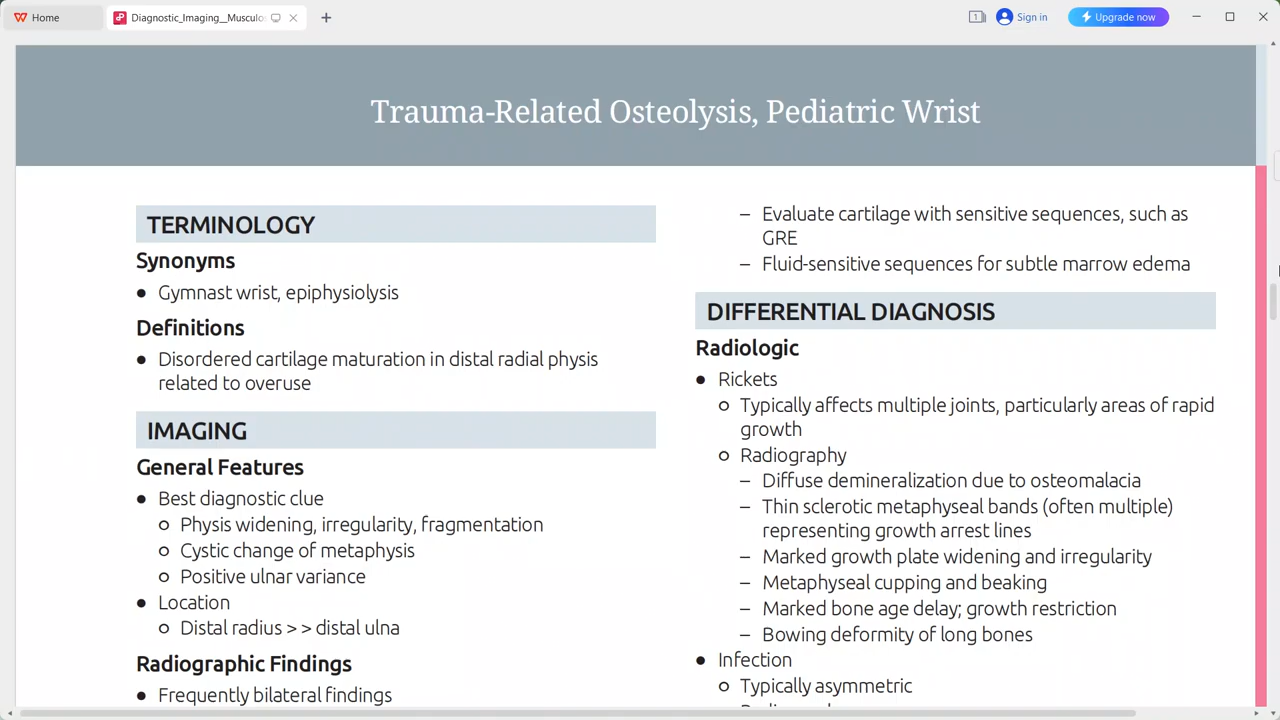 Home
Diagnostic_Imaging__Musculos
1
Sign in
Upgrade now
Trauma-Related Osteolysis, Pediatric Wrist
TERMINOLOGY
Synonyms
● Gymnast wrist, epiphysiolysis
Definitions
● Disordered cartilage maturation in distal radial physis
related to overuse
IMAGING
General Features
● Best diagnostic clue
○ Physis widening, irregularity, fragmentation
○ Cystic change of metaphysis
○ Positive ulnar variance
● Location
○ Distal radius > > distal ulna
Radiographic Findings
● Frequently bilateral findings
– Evaluate cartilage with sensitive sequences, such as
GRE
– Fluid-sensitive sequences for subtle marrow edema
DIFFERENTIAL DIAGNOSIS
Radiologic
● Rickets
○ Typically affects multiple joints, particularly areas of rapid
growth
○ Radiography
– Diffuse demineralization due to osteomalacia
– Thin sclerotic metaphyseal bands (often multiple)
representing growth arrest lines
– Marked growth plate widening and irregularity
– Metaphyseal cupping and beaking
– Marked bone age delay; growth restriction
– Bowing deformity of long bones
● Infection
○ Typically asymmetric